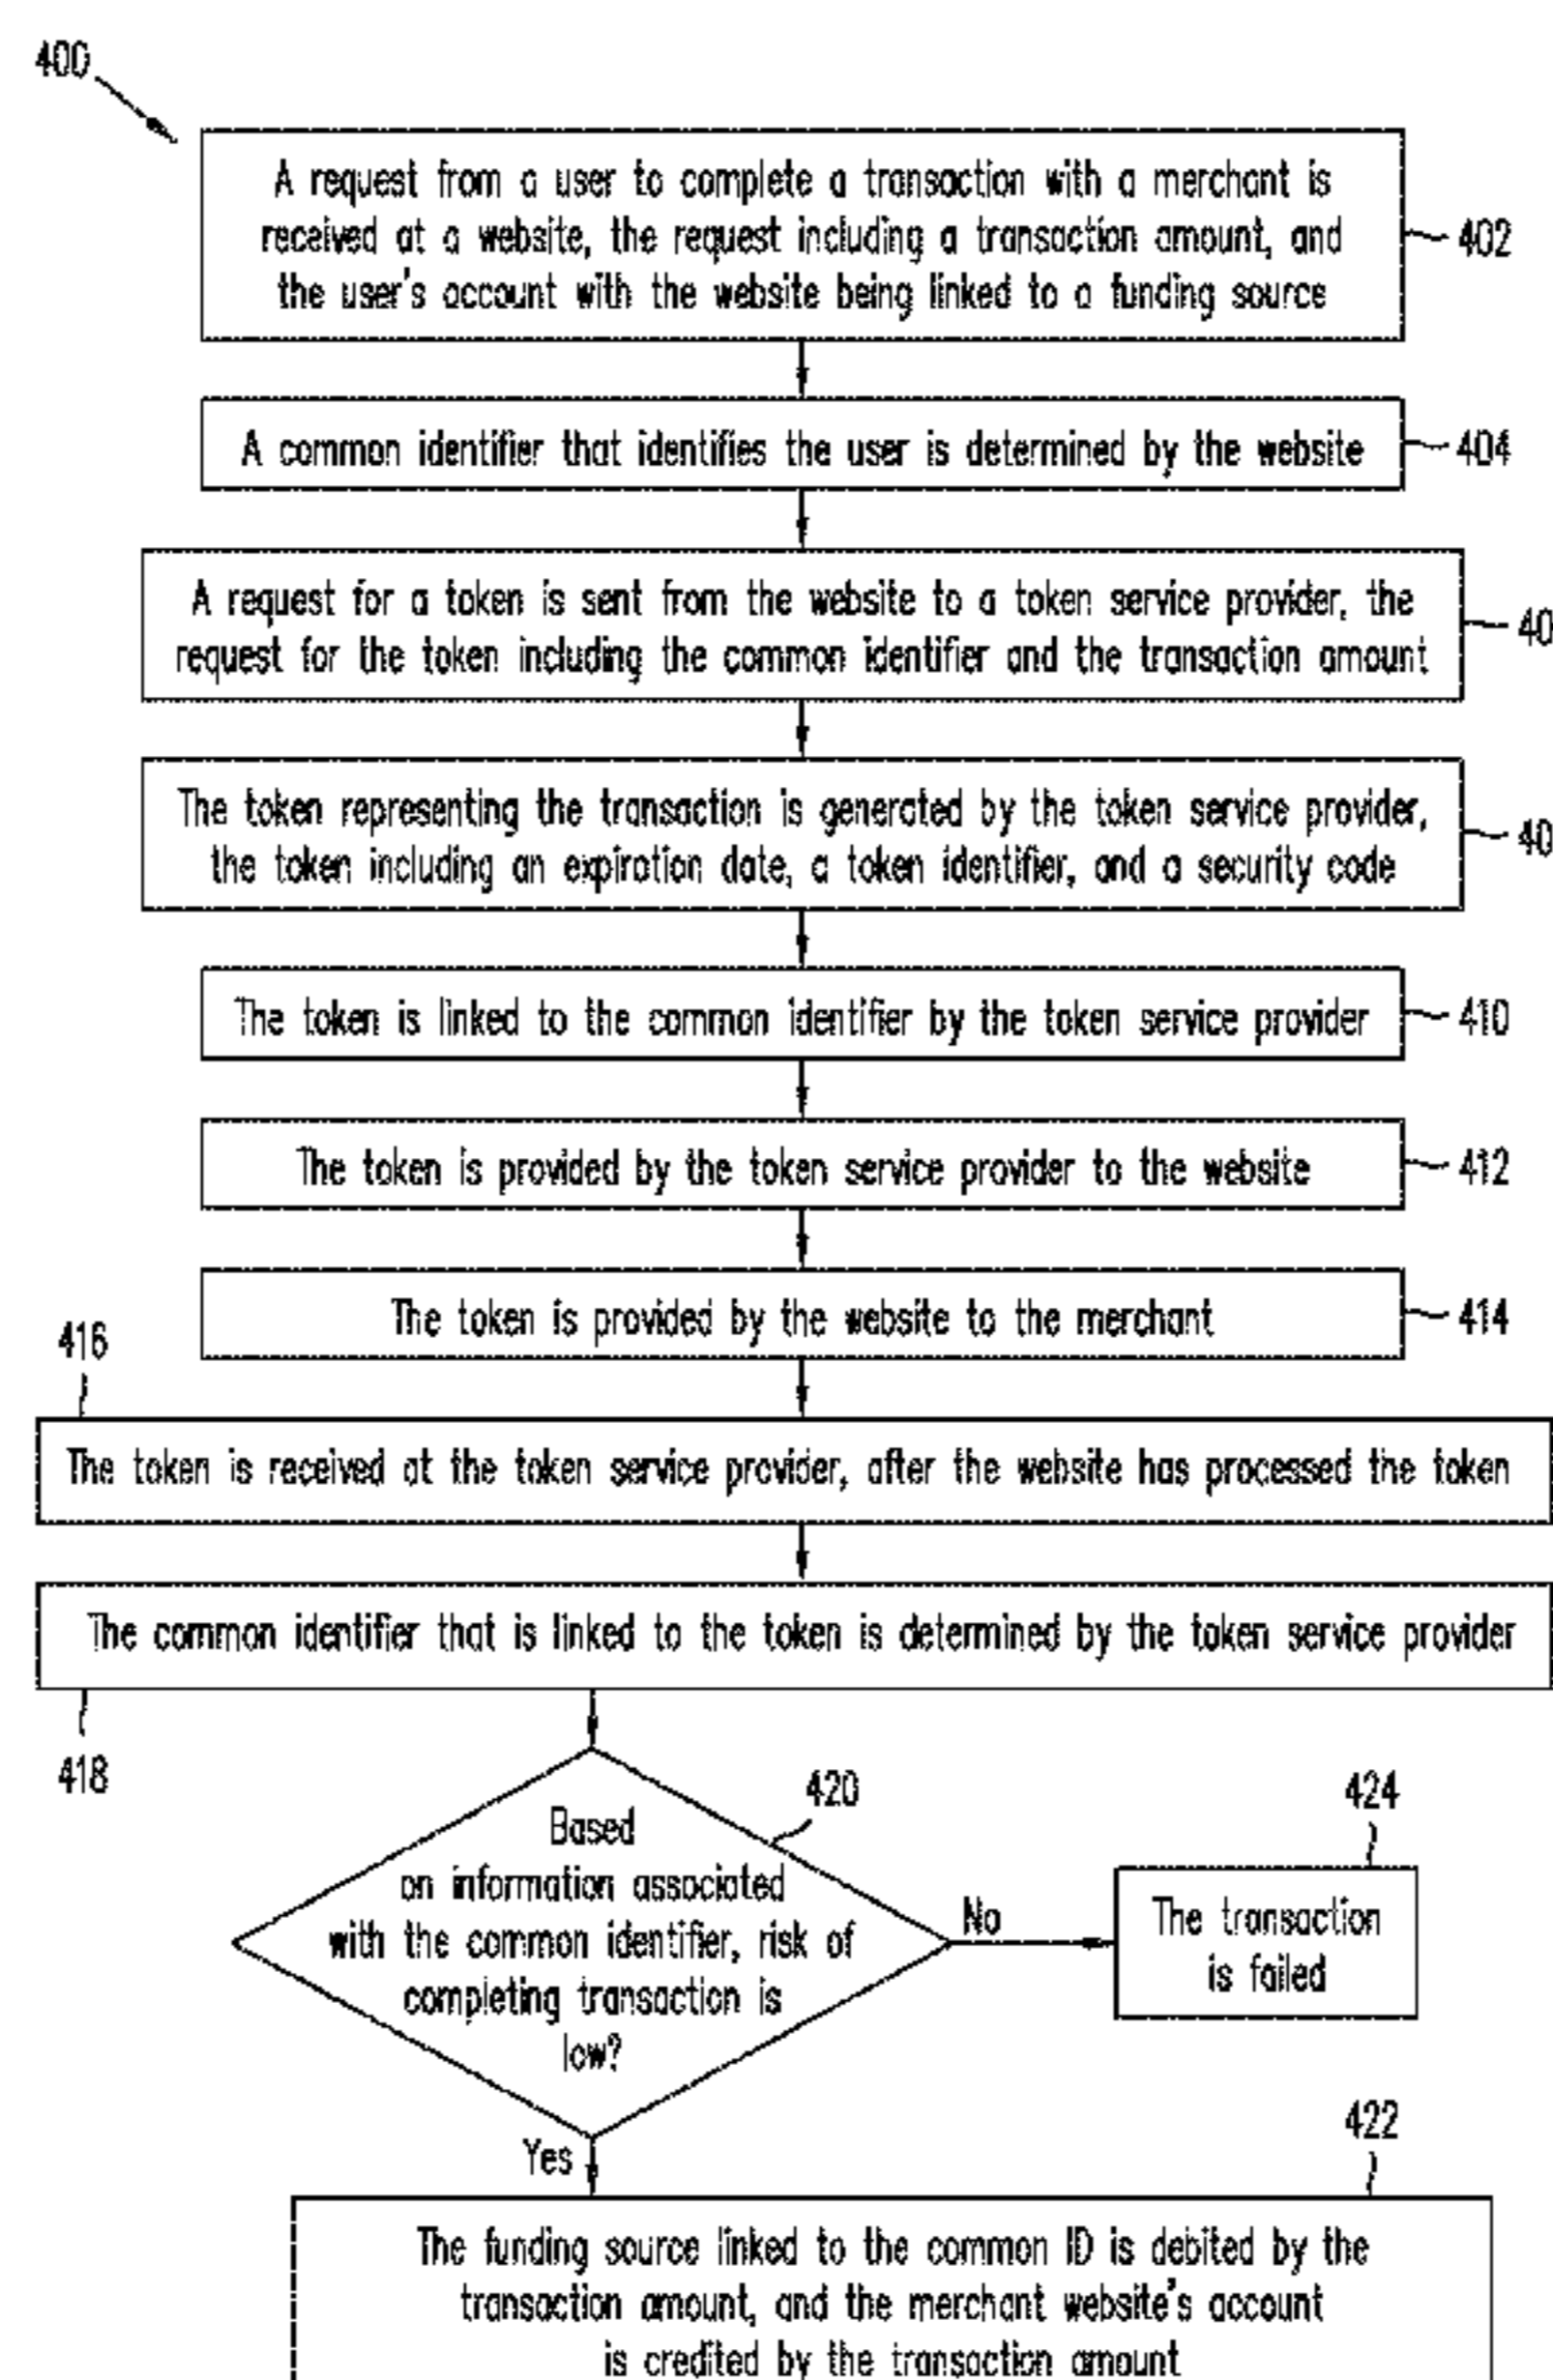 400
A request from a user to complete a transaction with a merchant is
received at a website, the request including a transaction amount, and
the user's account with the website being linked to a funding source
402
A common identifier that identifies the user is determined by the website
404
A request for a token is sent from the website to a token service provider, the
request for the token including the common identifier and the transaction amount
40
The token representing the transaction is generated by the token service provider,
the token including an expiration date, a token identifier, and a security code
40
The token is linked to the common identifier by the token service provider
410
The token is provided by the token service provider to the website
412
The token is provided by the website to the merchant
414
416
The token is received at the token service provider, after the website has processed the token
The common identifier that is linked to the token is determined by the token service provider
418
420
Based
on information associated
with the common identifier, risk of
completing transaction is
low?
No
424
The transaction
is failed
Yes
422
The funding source linked to the common ID is debited by the
transaction amount, and the merchant website's account
is credited by the transaction amount